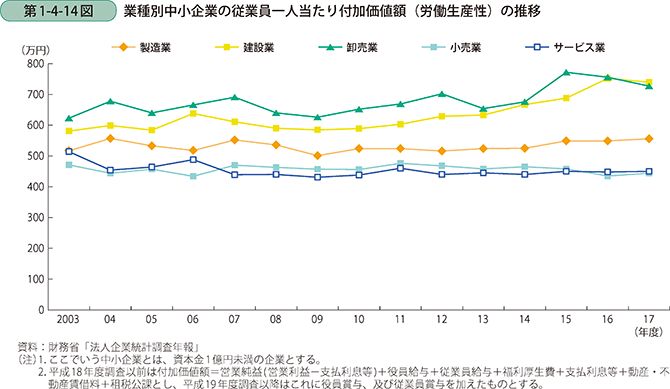 第1-4-14図 業種別中小企業の従業員一人当たり付加価値額（労働生産性）の推移
(万円)
製造業 建設業 卸売業 小売業 サービス業
800
700
600
500
400
300
200
100
0
2003 04 05 06 07 08 09 10 11 12 13 14 15 16 17
(年度)
資料：財務省「法人企業統計調査年報」
(注)1. ここでいう中小企業とは、資本金1億円未満の企業とする。
2. 平成18年度調査以前は付加価値額＝営業純益(営業利益－支払利息等)＋役員給与＋従業員給与＋福利厚生費＋支払利息等＋動産・不
動産賃借料＋租税公課とし、平成19年度調査以降はこれに役員賞与、及び従業員賞与を加えたものとする。